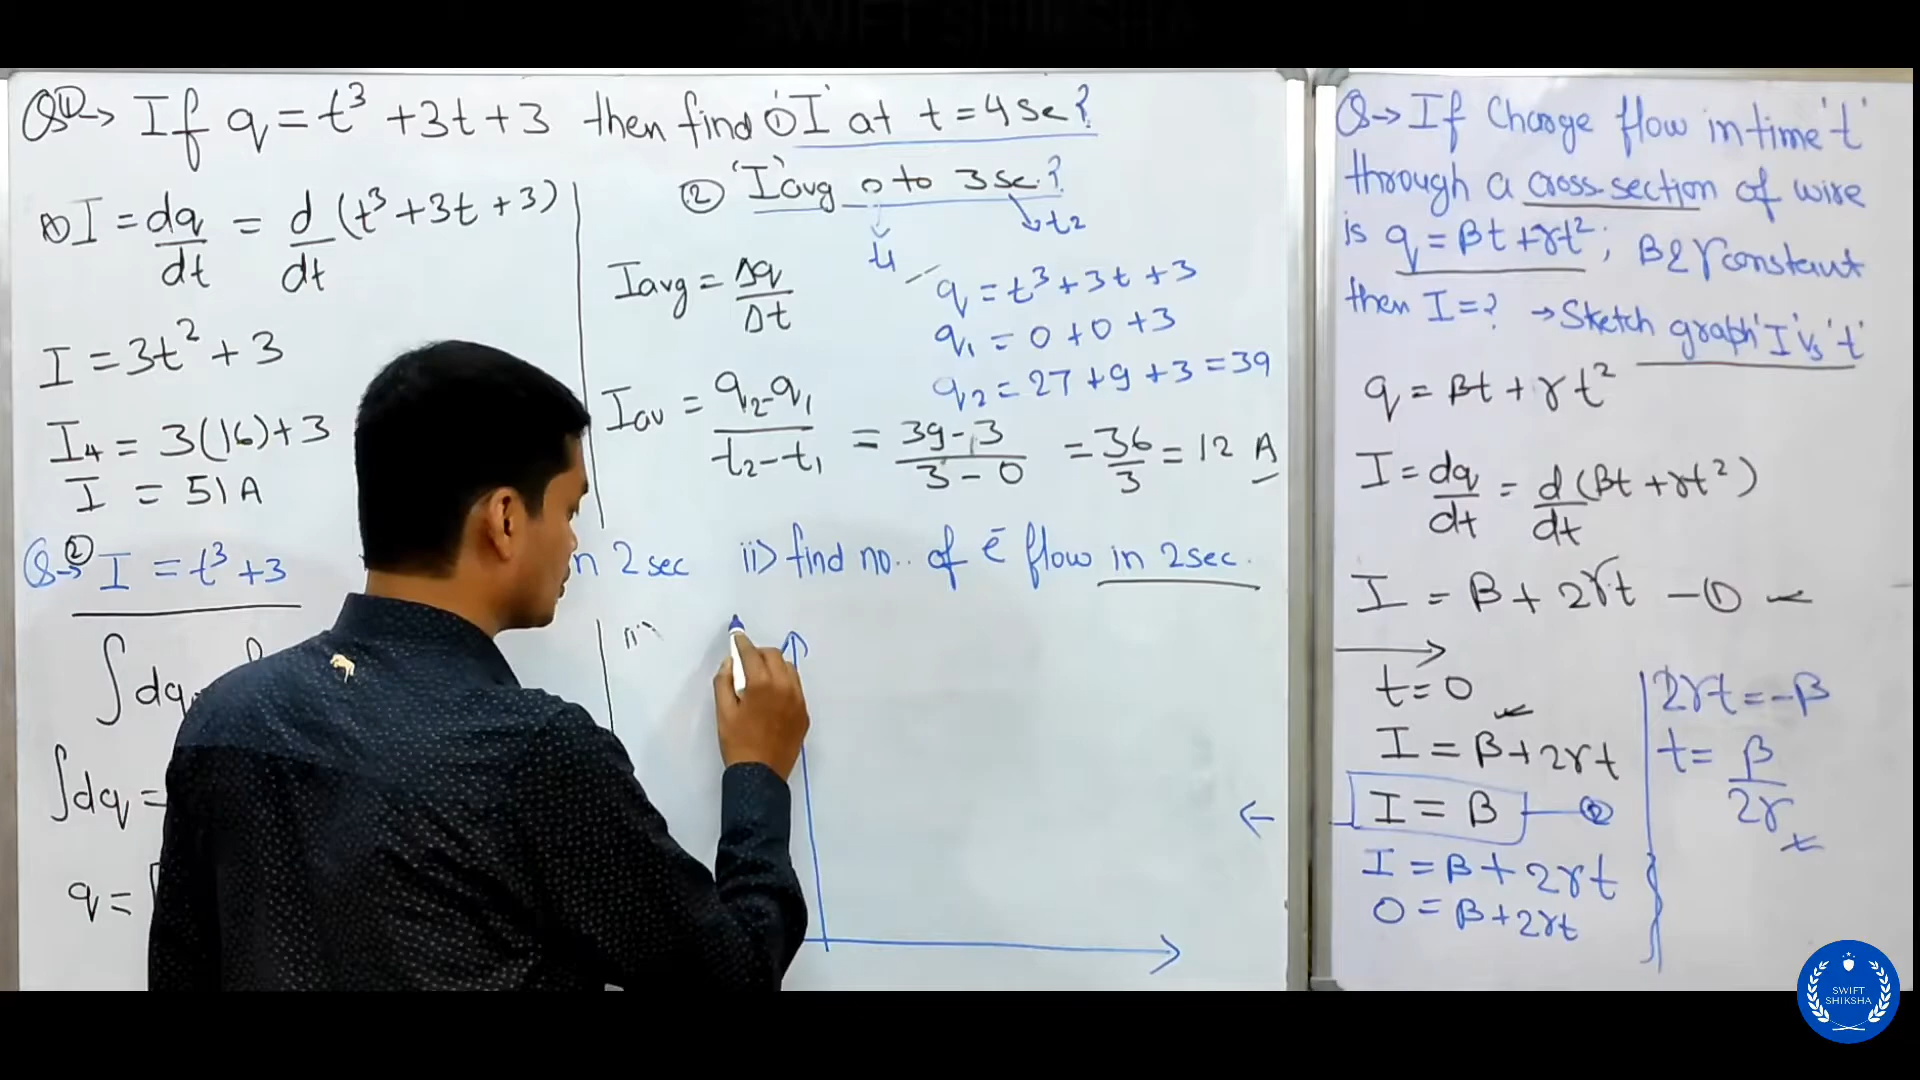 Q① → If q = t³ + 3t + 3 then find ① 'I' at t = 4 sec?
② 'I'avg 0 to 3 sec?
t₁
t₂
① I = dq/dt = d/dt (t³ + 3t + 3)
I = 3t² + 3
I₄ = 3(16) + 3
I = 51 A
Iavg = Δq/Δt
q = t³ + 3t + 3
q₁ = 0 + 0 + 3
q₂ = 27 + 9 + 3 = 39
Iav = q₂ - q₁ / t₂ - t₁ = 39 - 3 / 3 - 0 = 36/3 = 12 A
Q② → I = t³ + 3
n 2 sec ii> find no.. of ē flow in 2 sec.
∫dq
∫dq =
q =
ii>
Q → If Charge flow in time 't'
through a cross-section of wire
is q = βt + γt²; β & γ constant
then I = ? → Sketch graph 'I' vs 't'
q = βt + γt²
I = dq/dt = d/dt (βt + γt²)
I = β + 2γt — ①
t = 0
I = β + 2γt
I = β — ②
I = β + 2γt
0 = β + 2γt
2γt = -β
t = β/2γ
SWIFT
SHIKSHA